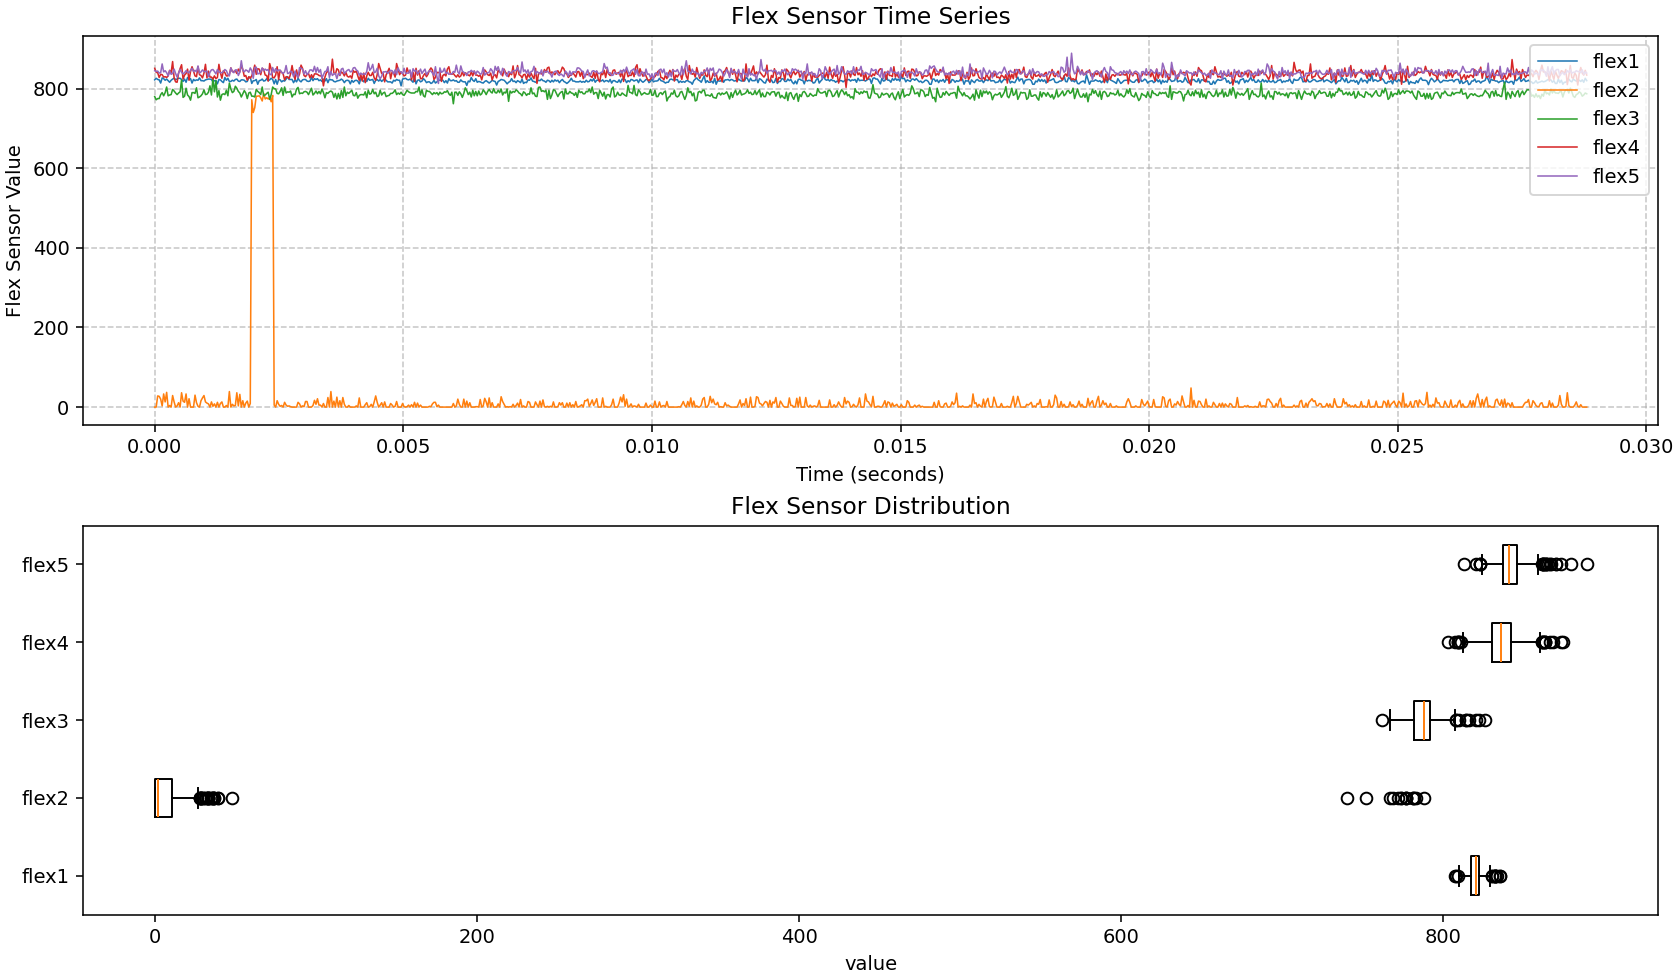 Flex Sensor Time Series
Flex Sensor Value
800
600
400
200
0
flex1
flex2
flex3
flex4
flex5
0.000 0.005 0.010 0.015 0.020 0.025 0.030
Time (seconds)
Flex Sensor Distribution
flex5
flex4
flex3
flex2
flex1
0 200 400 600 800
value